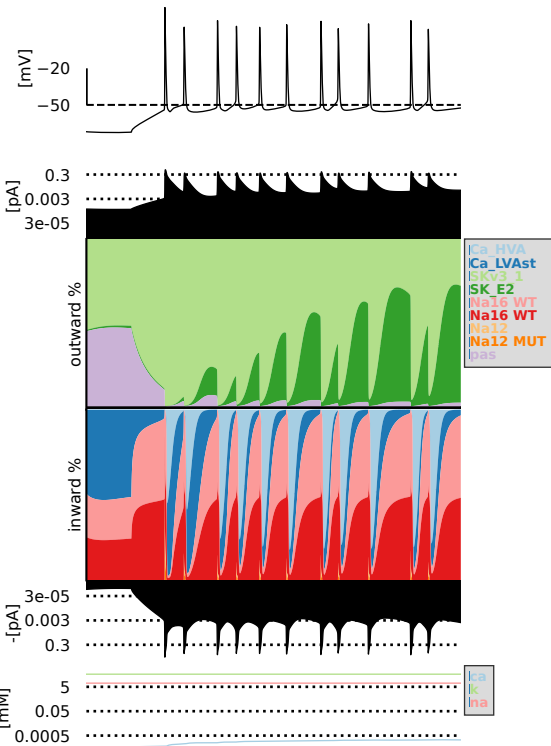 [mV]
−20
−50
[pA]
0.3
0.003
3e-05
outward %
Ca_HVA
Ca_LVAst
SKv3_1
SK_E2
Na16 WT
Na16 WT
Na12
Na12 MUT
pas
inward %
-[pA]
3e-05
0.003
0.3
[mM]
5
0.05
0.0005
ca
k
na